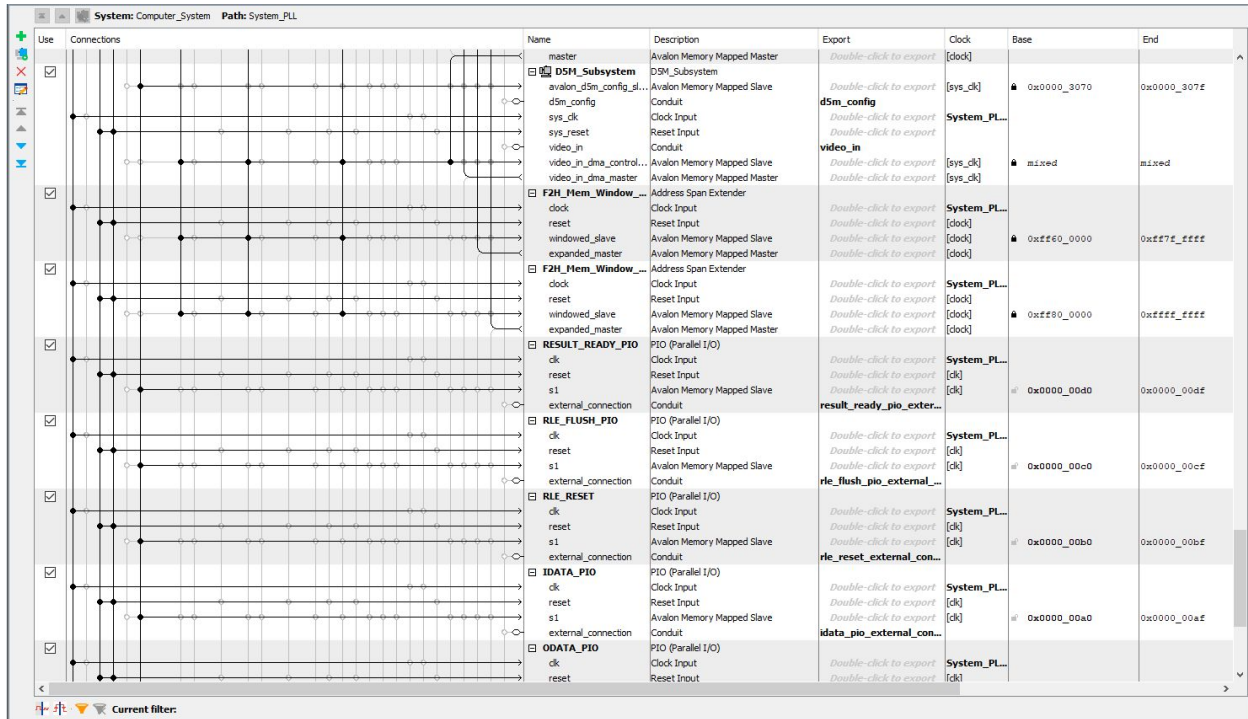 System: Computer_System Path: System_PLL
Use Connections Name Description Export Clock Base End
master Avalon Memory Mapped Master Double-click to export [clock]
D5M_Subsystem D5M_Subsystem
avalon_d5m_config_sl... Avalon Memory Mapped Slave Double-click to export [sys_clk] 0x0000_3070 0x0000_307f
d5m_config Conduit d5m_config
sys_clk Clock Input Double-click to export System_PL...
sys_reset Reset Input Double-click to export
video_in Conduit video_in
video_in_dma_control... Avalon Memory Mapped Slave Double-click to export [sys_clk] mixed mixed
video_in_dma_master Avalon Memory Mapped Master Double-click to export [sys_clk]
F2H_Mem_Window_... Address Span Extender
clock Clock Input Double-click to export System_PL...
reset Reset Input Double-click to export [clock]
windowed_slave Avalon Memory Mapped Slave Double-click to export [clock] 0xff60_0000 0xff7f_ffff
expanded_master Avalon Memory Mapped Master Double-click to export [clock]
F2H_Mem_Window_... Address Span Extender
clock Clock Input Double-click to export System_PL...
reset Reset Input Double-click to export [clock]
windowed_slave Avalon Memory Mapped Slave Double-click to export [clock] 0xff80_0000 0xffff_ffff
expanded_master Avalon Memory Mapped Master Double-click to export [clock]
RESULT_READY_PIO PIO (Parallel I/O)
clk Clock Input Double-click to export System_PL...
reset Reset Input Double-click to export [clk]
s1 Avalon Memory Mapped Slave Double-click to export [clk] 0x0000_00d0 0x0000_00df
external_connection Conduit result_ready_pio_exter...
RLE_FLUSH_PIO PIO (Parallel I/O)
clk Clock Input Double-click to export System_PL...
reset Reset Input Double-click to export [clk]
s1 Avalon Memory Mapped Slave Double-click to export [clk] 0x0000_00c0 0x0000_00cf
external_connection Conduit rle_flush_pio_external_...
RLE_RESET PIO (Parallel I/O)
clk Clock Input Double-click to export System_PL...
reset Reset Input Double-click to export [clk]
s1 Avalon Memory Mapped Slave Double-click to export [clk] 0x0000_00b0 0x0000_00bf
external_connection Conduit rle_reset_external_con...
IDATA_PIO PIO (Parallel I/O)
clk Clock Input Double-click to export System_PL...
reset Reset Input Double-click to export [clk]
s1 Avalon Memory Mapped Slave Double-click to export [clk] 0x0000_00a0 0x0000_00af
external_connection Conduit idata_pio_external_con...
ODATA_PIO PIO (Parallel I/O)
clk Clock Input Double-click to export System_PL...
reset Reset Input Double-click to export [clk]
Current filter: